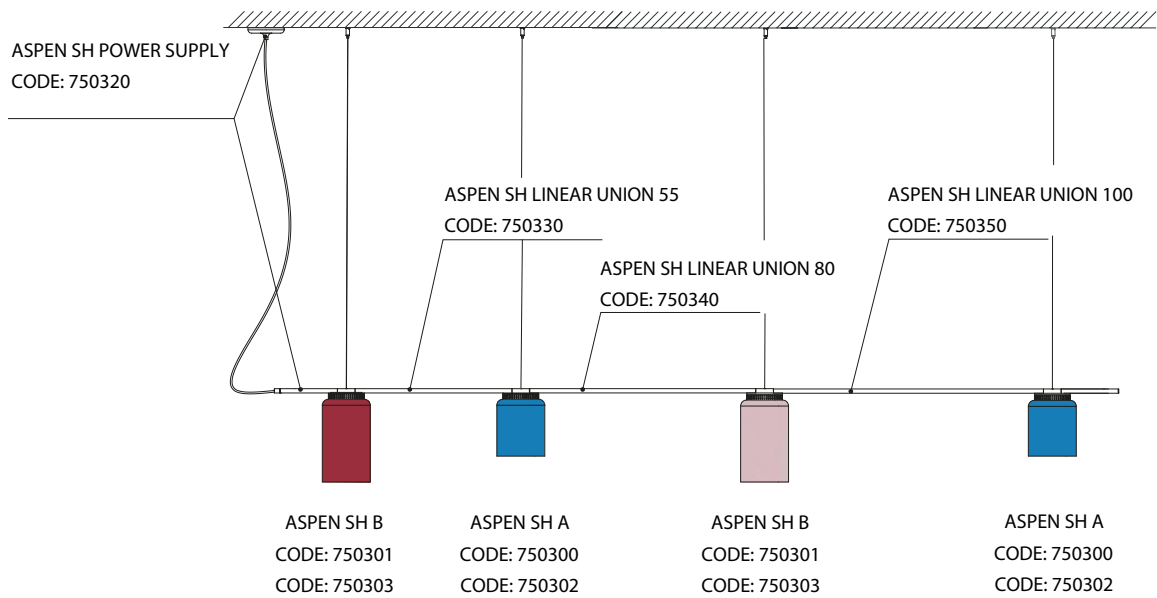 ASPEN SH POWER SUPPLY
CODE: 750320
ASPEN SH LINEAR UNION 55
CODE: 750330
ASPEN SH LINEAR UNION 100
CODE: 750350
ASPEN SH LINEAR UNION 80
CODE: 750340
ASPEN SH B
CODE: 750301
CODE: 750303
ASPEN SH A
CODE: 750300
CODE: 750302
ASPEN SH B
CODE: 750301
CODE: 750303
ASPEN SH A
CODE: 750300
CODE: 750302